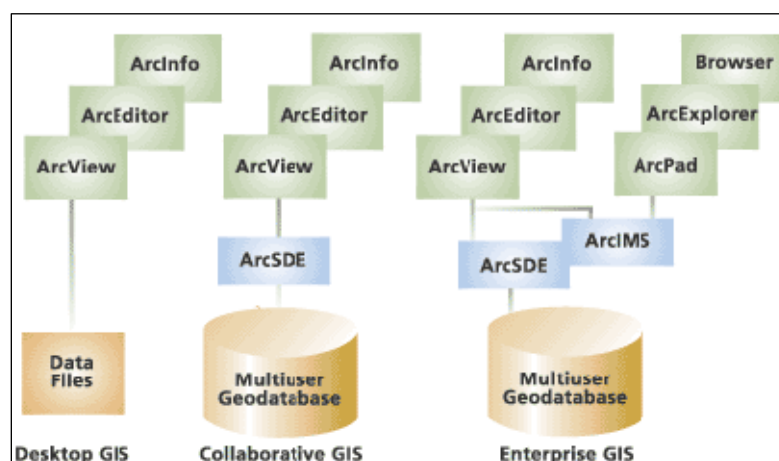 ArcInfo
ArcEditor
ArcView
Data
Files
Desktop GIS
ArcInfo
ArcEditor
ArcView
ArcSDE
Multiuser
Geodatabase
Collaborative GIS
ArcInfo
ArcEditor
ArcView
Browser
ArcExplorer
ArcPad
ArcIMS
ArcSDE
Multiuser
Geodatabase
Enterprise GIS